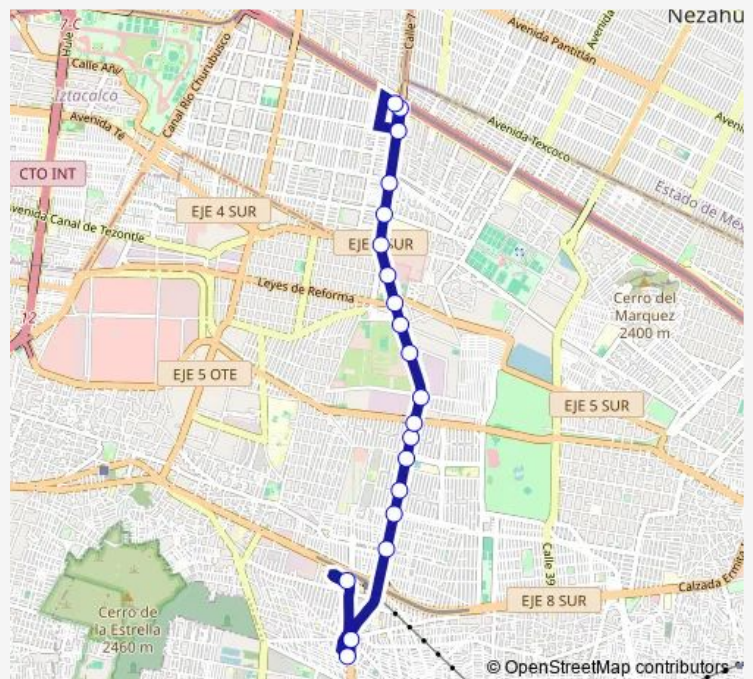 Nezahu
7 C
Hule
Calle 7
Avenida Pantitlán
Avenida
Calle Añil
Iztacalco
Canal Río Churubusco
Avenida Te
Avenida Texcoco
CTO INT
EJE 4 SUR
Estado de Méx
venida Canal de Tezontle
EJE
SUR
Leyes de Reforma
Cerro del
Marquez
2400 m
12
EJE 5 OTE
EJE 5 SUR
Calle 39
Calzada Ermita
EJE 8 SUR
Cerro de
la Estrella
2460 m
© OpenStreetMap contributors